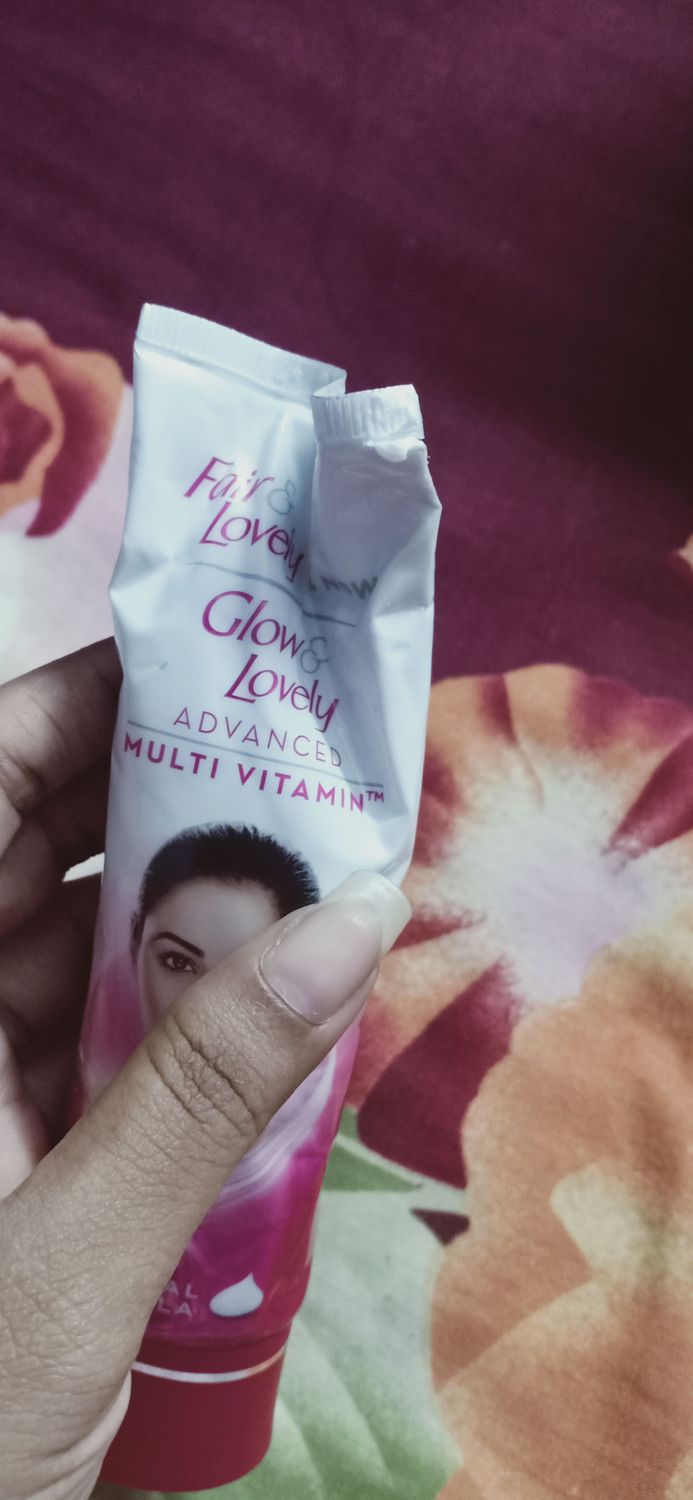 Fair &
Lovely
Glow &
Lovely
ADVANCED
MULTI VITAMIN™